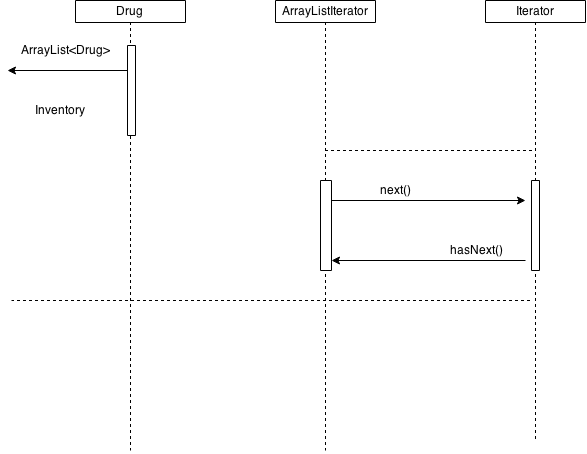 Drug
ArrayListIterator
Iterator
ArrayList<Drug>
Inventory
next()
hasNext()